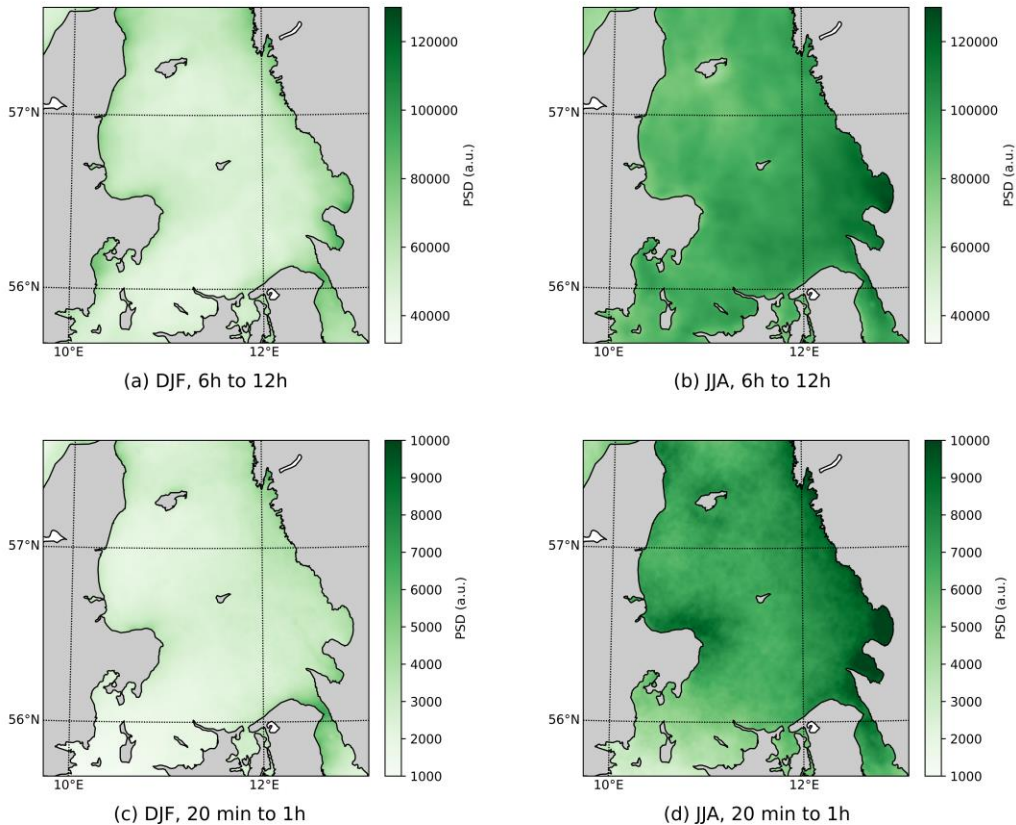 57°N
56°N
10°E
12°E
120000
100000
80000
60000
40000
PSD (a.u.)
(a) DJF, 6h to 12h
57°N
56°N
10°E
12°E
120000
100000
80000
60000
40000
PSD (a.u.)
(b) JJA, 6h to 12h
57°N
56°N
10°E
12°E
10000
9000
8000
7000
6000
5000
4000
3000
2000
1000
PSD (a.u.)
(c) DJF, 20 min to 1h
57°N
56°N
10°E
12°E
10000
9000
8000
7000
6000
5000
4000
3000
2000
1000
PSD (a.u.)
(d) JJA, 20 min to 1h